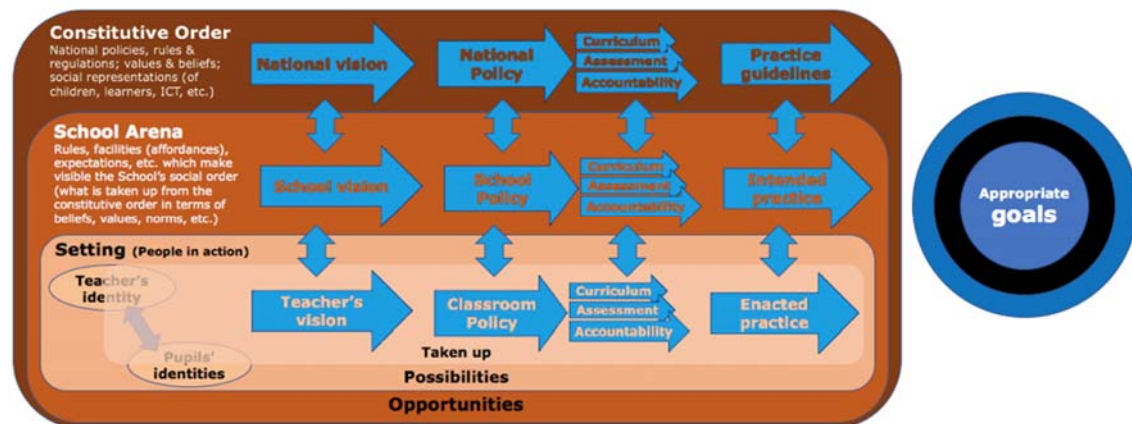 Constitutive Order
National policies, rules &
regulations; values & beliefs;
social representations (of
children, learners, ICT, etc.)
National vision
National
Policy
Curriculum
Assessment
Accountability
Practice
guidelines
School Arena
Rules, facilities (affordances),
expectations, etc. which make
visible the School's social order
(what is taken up from the
constitutive order in terms of
beliefs, values, norms, etc.)
School vision
School
Policy
Curriculum
Assessment
Accountability
Intended
practice
Setting (People in action)
Teacher's
identity
Pupils'
identities
Teacher's
vision
Classroom
Policy
Curriculum
Assessment
Accountability
Enacted
practice
Taken up
Possibilities
Opportunities
Appropriate
goals